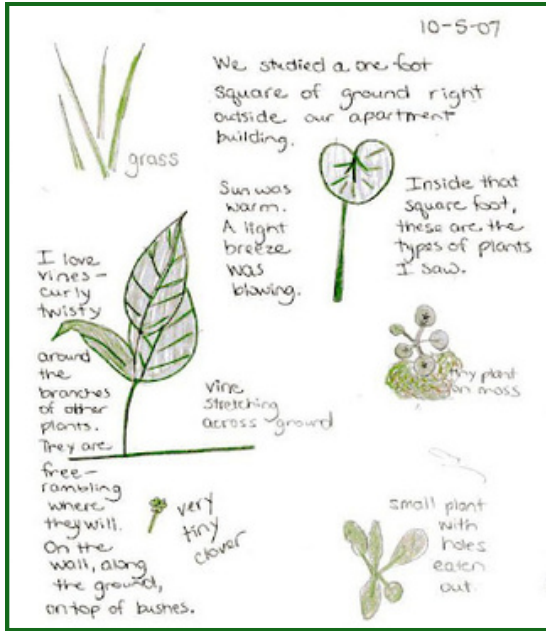 10-5-07
We studied a one foot
square of ground right
outside our apartment
building.
grass
Sun was
warm.
A light
breeze
was
blowing.
Inside that
square foot,
these are the
types of plants
I saw.
I love
vines-
curly
twisty
around
the
branches
of other
plants.
They are
free-
rambling
where
they will.
On the
wall, along
the ground,
on top of bushes.
vine
stretching
across ground
tiny plant
on moss
very
tiny
clover
small plant
with
holes
eaten
out.